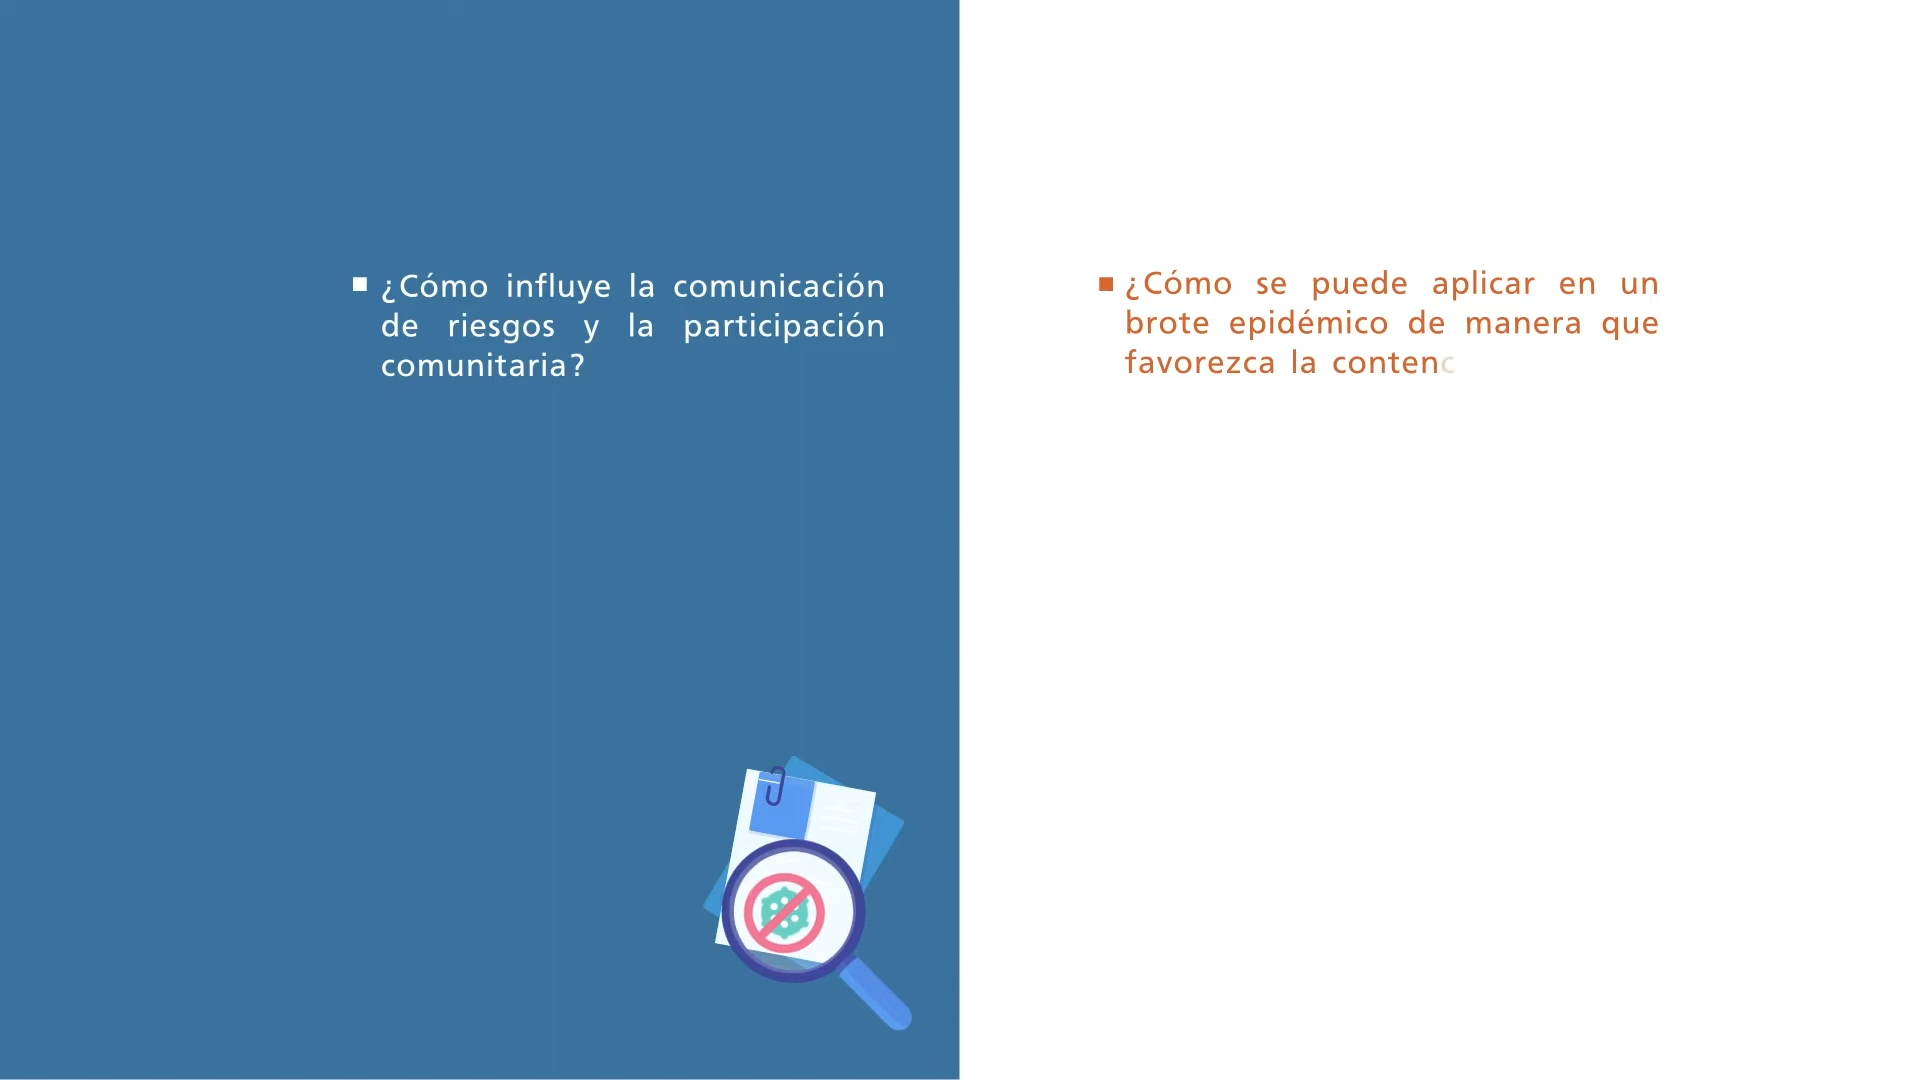 ¿Cómo influye la comunicación
de riesgos y la participación
comunitaria?
¿Cómo se puede aplicar en un
brote epidémico de manera que
favorezca la contenc